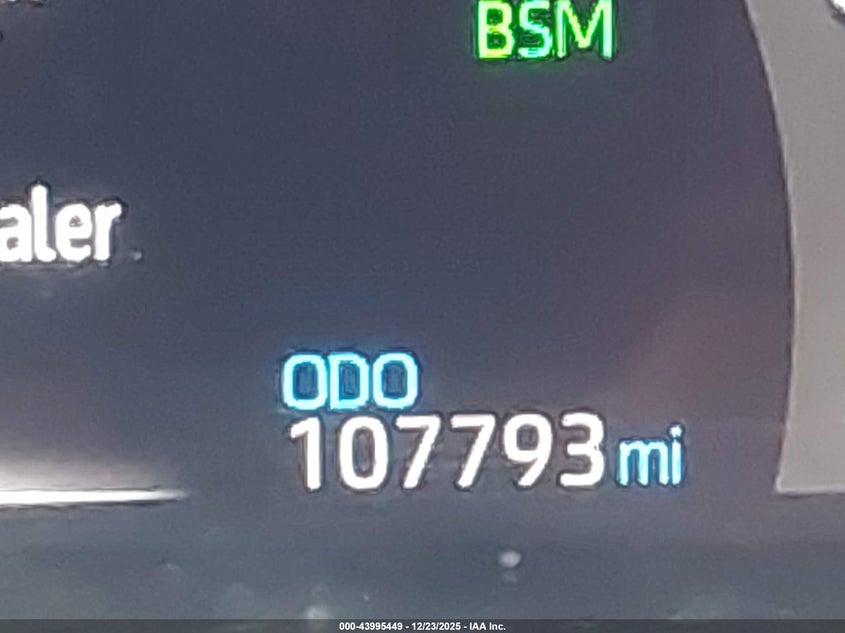 BSM
aler
ODO
107793 mi
000-43995449 - 12/23/2025 - IAA Inc.